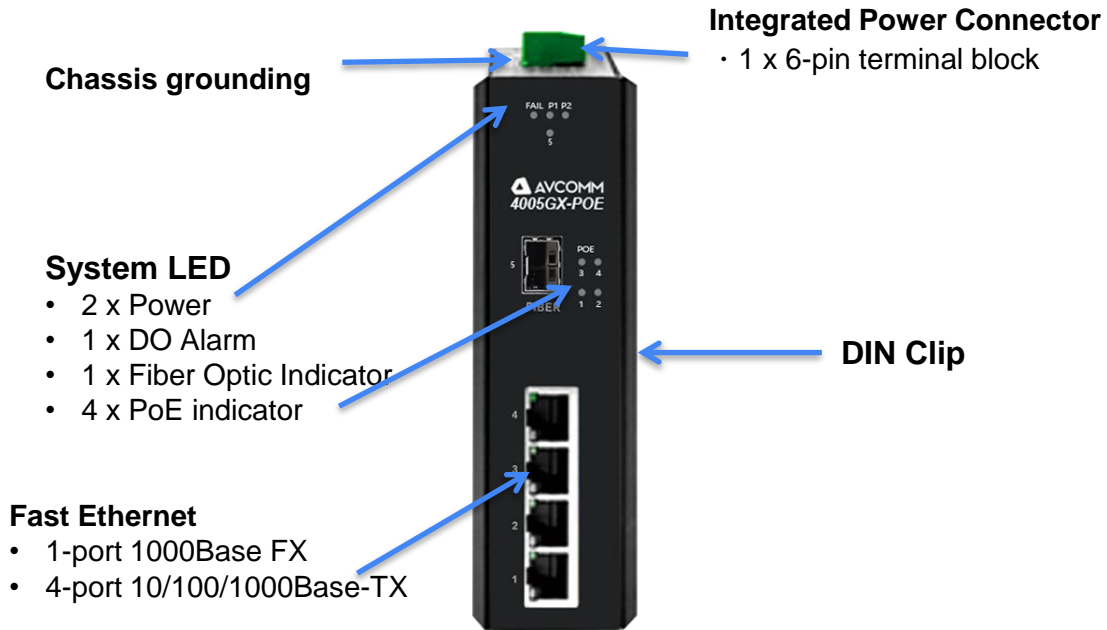 Integrated Power Connector
· 1 x 6-pin terminal block
Chassis grounding
FAIL P1 P2
5
AVCOMM
4005GX-POE
System LED
• 2 x Power
• 1 x DO Alarm
• 1 x Fiber Optic Indicator
• 4 x PoE indicator
POE
5
3 4
1 2
FIBER
DIN Clip
4
3
2
1
Fast Ethernet
• 1-port 1000Base FX
• 4-port 10/100/1000Base-TX